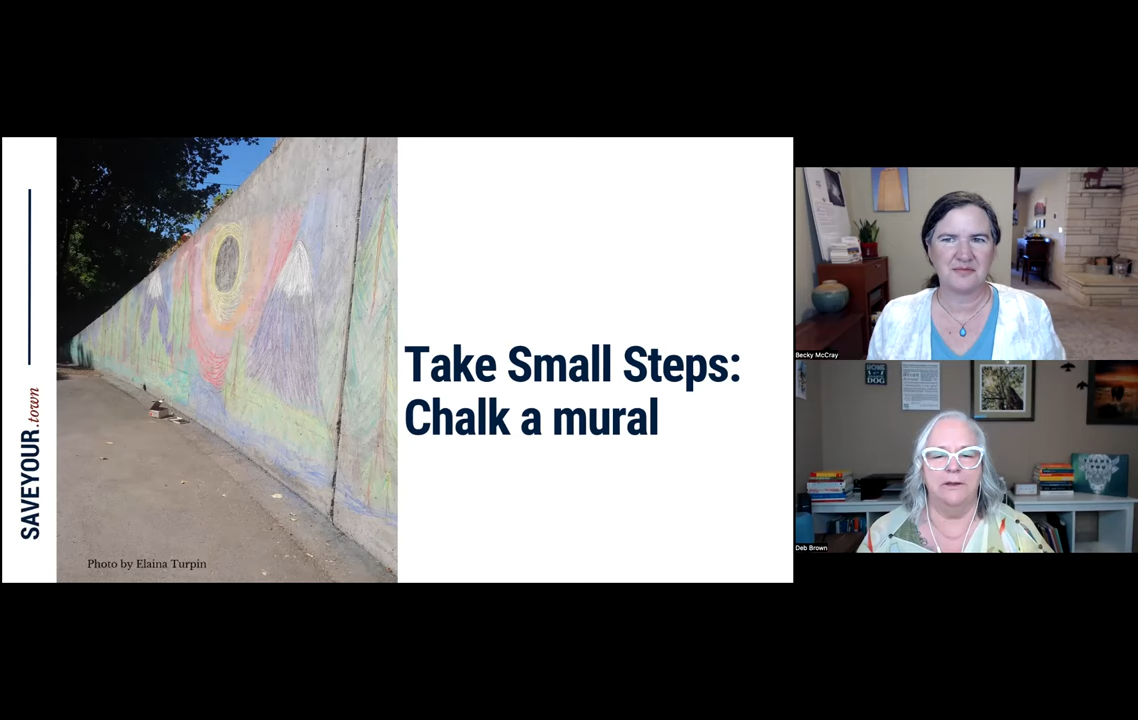 SAVEYOUR.town
Photo by Elaina Turpin
Take Small Steps:
Chalk a mural
Becky McCray
Deb Brown